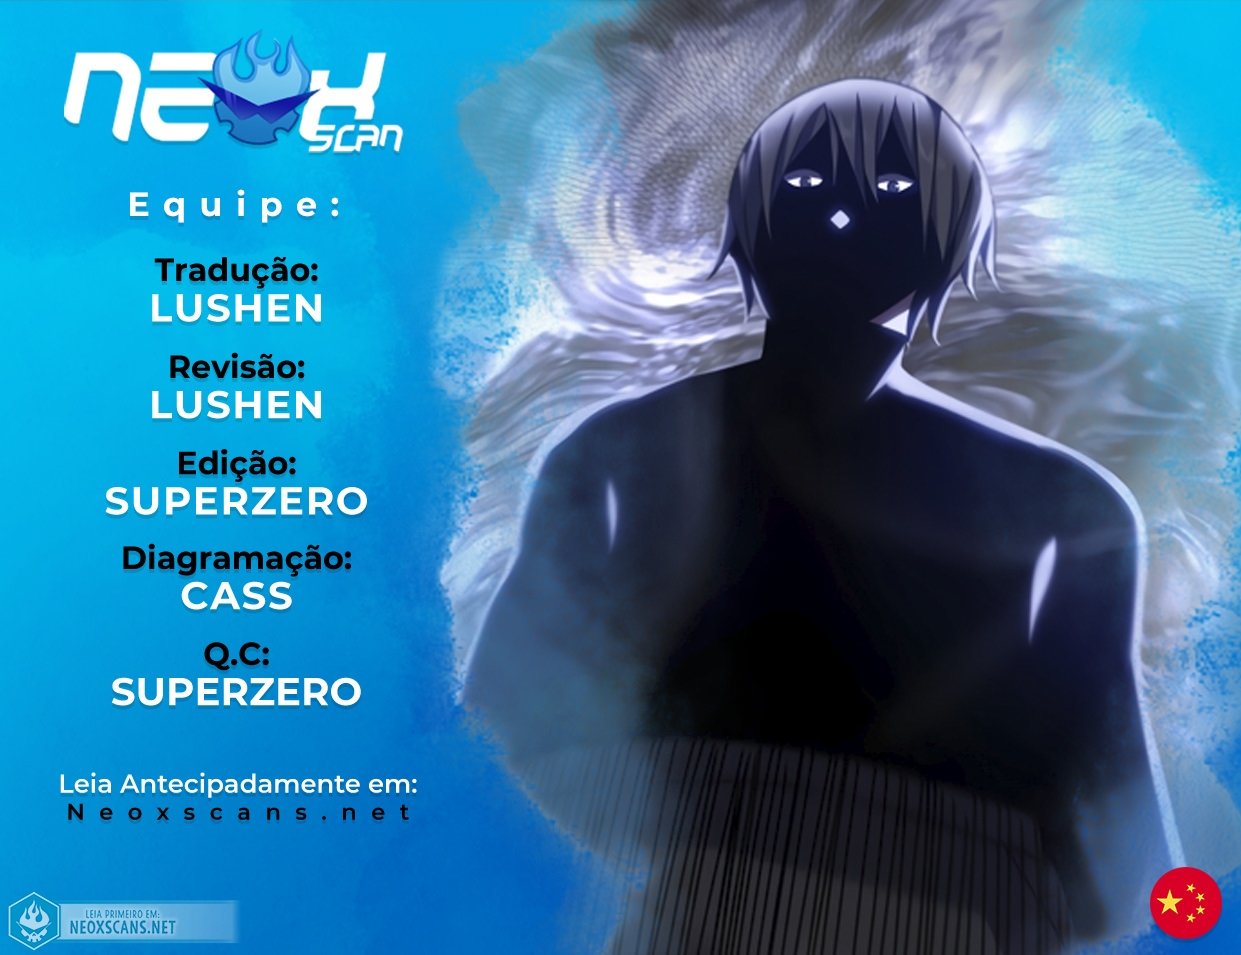 NEOX
SCAN
Equipe:
Tradução:
LUSHEN
Revisão:
LUSHEN
Edição:
SUPERZERO
Diagramação:
CASS
Q.C:
SUPERZERO
Leia Antecipadamente em:
Neoxscans.net
LEIA PRIMEIRO EM:
NEOXSCANS.NET